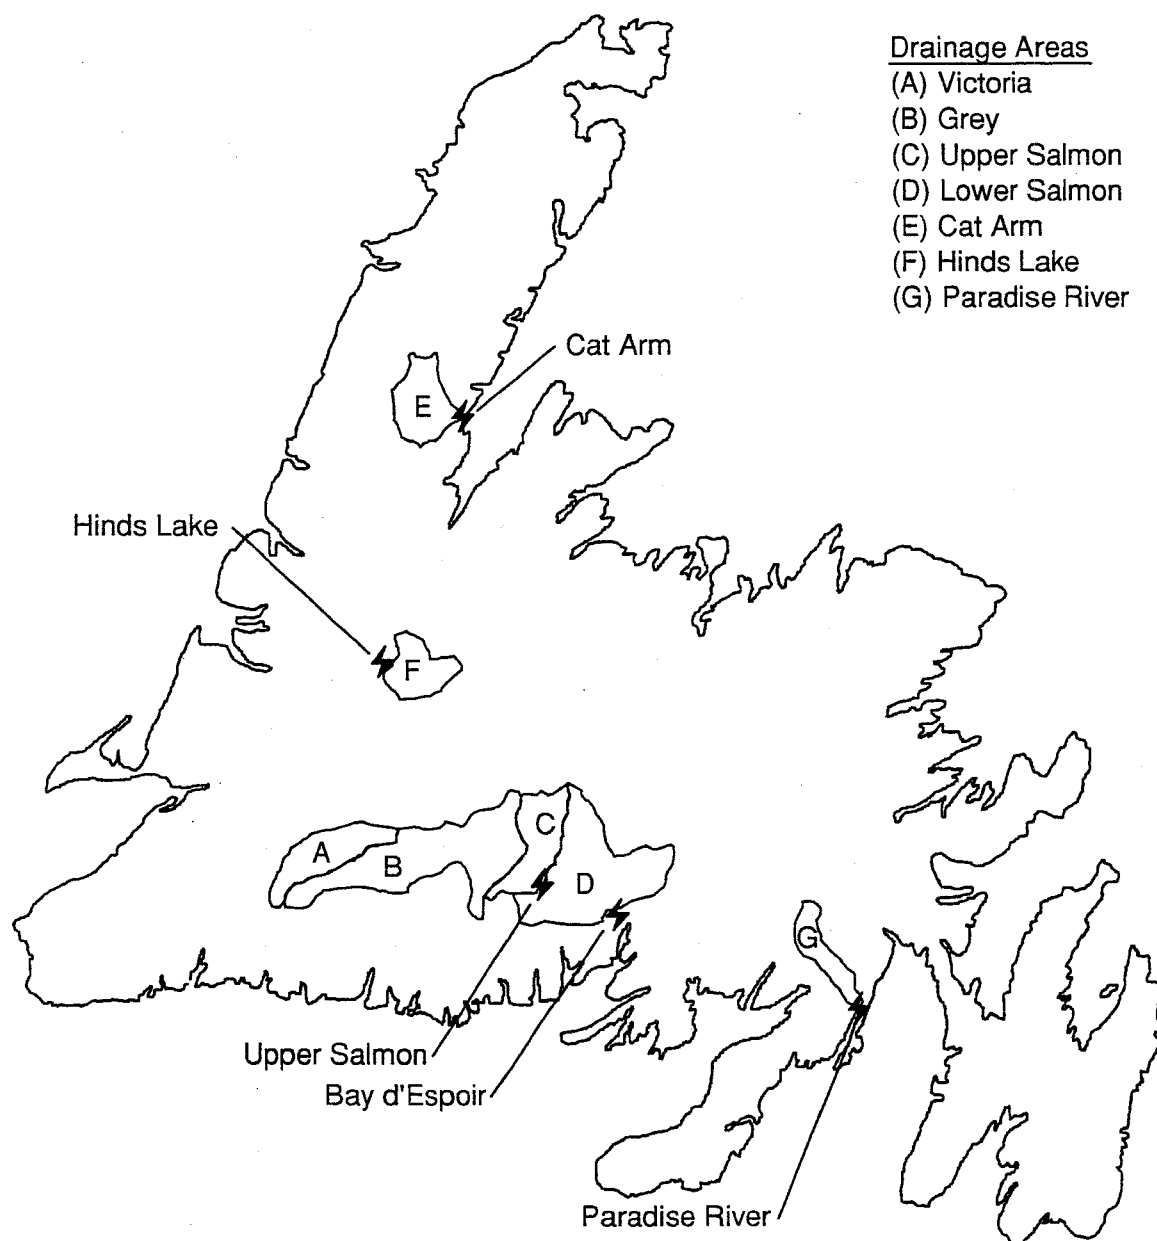 Drainage Areas
(A) Victoria
(B) Grey
(C) Upper Salmon
(D) Lower Salmon
(E) Cat Arm
(F) Hinds Lake
(G) Paradise River
Cat Arm
E
Hinds Lake
F
C
A
B
D
G
Upper Salmon
Bay d'Espoir
Paradise River